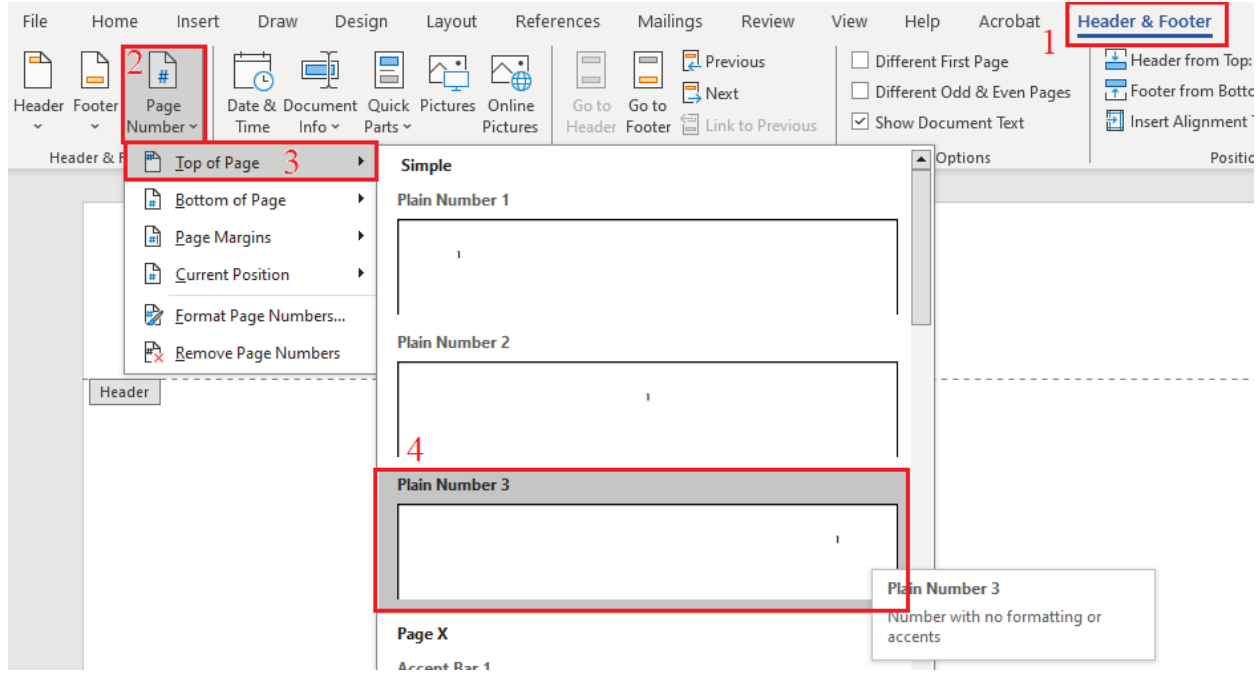 File Home Insert Draw Design Layout References Mailings Review View Help Acrobat Header & Footer
1
2
Header
Footer
Page
Number
Date &
Time
Document
Info
Quick
Parts
Pictures
Online
Pictures
Go to
Header
Go to
Footer
Previous
Next
Link to Previous
Different First Page
Different Odd & Even Pages
Show Document Text
Header from Top:
Footer from Botto
Insert Alignment T
Header & F
Options
Positio
Top of Page 3
Bottom of Page
Page Margins
Current Position
Format Page Numbers...
Remove Page Numbers
Header
Simple
Plain Number 1
1
Plain Number 2
1
4
Plain Number 3
1
Plain Number 3
Number with no formatting or
accents
Page X
Accent Bar 1